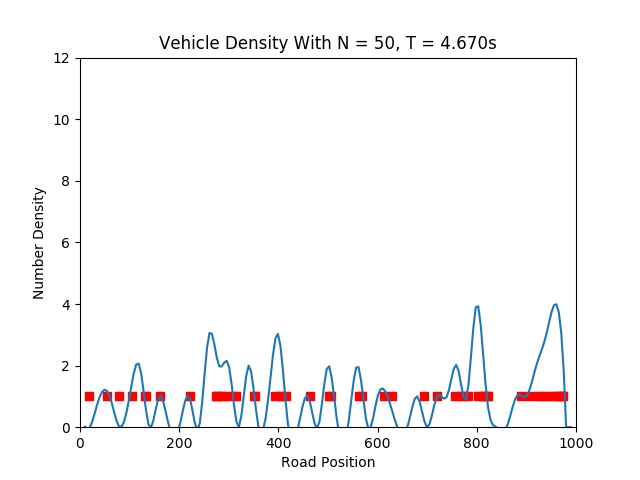 Vehicle Density With N = 50, T = 4.670s
12
10
8
6
4
2
0
Number Density
0 200 400 600 800 1000
Road Position